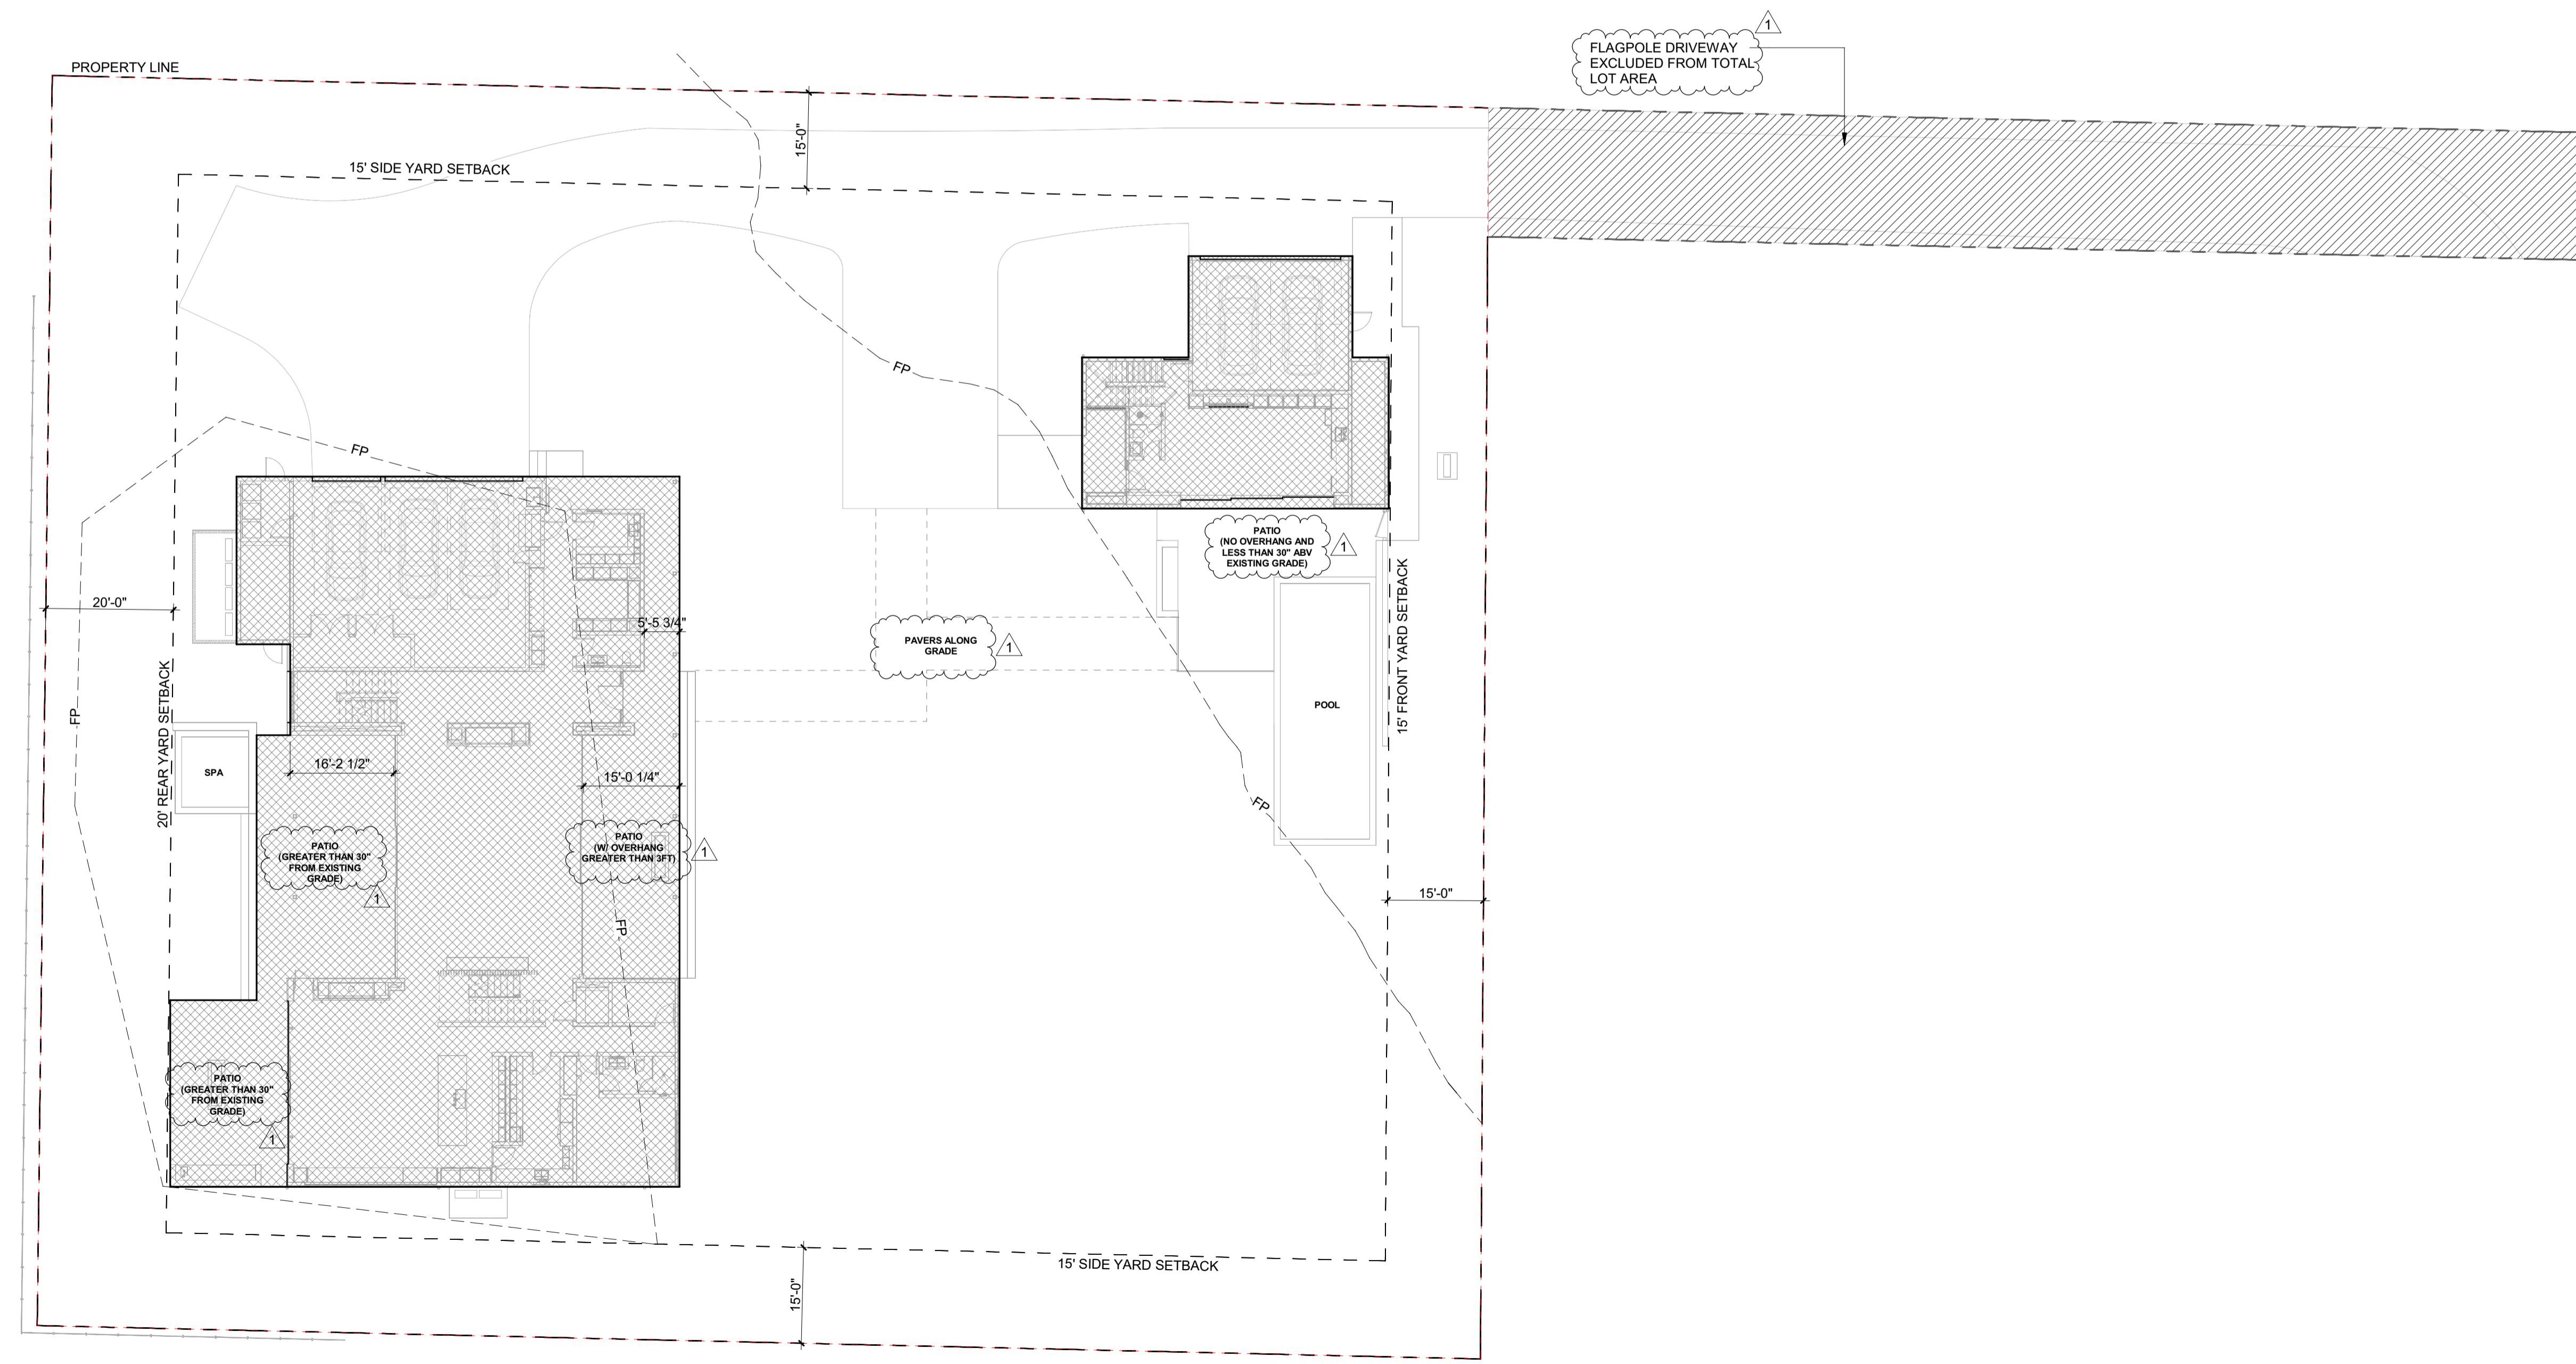 1
FLAGPOLE DRIVEWAY
EXCLUDED FROM TOTAL
LOT AREA
PROPERTY LINE
15'-0"
15' SIDE YARD SETBACK
FP
FP
PATIO
(NO OVERHANG AND
LESS THAN 30" ABV
EXISTING GRADE)
1
20'-0"
5'-5 3/4"
PAVERS ALONG
GRADE
1
15' FRONT YARD SETBACK
FP
20' REAR YARD SETBACK
POOL
SPA
16'-2 1/2"
15'-0 1/4"
FP
PATIO
(GREATER THAN 30"
FROM EXISTING
GRADE)
1
PATIO
(W/ OVERHANG
GREATER THAN 3FT)
1
15'-0"
FP
PATIO
(GREATER THAN 30"
FROM EXISTING
GRADE)
1
15' SIDE YARD SETBACK
15'-0"